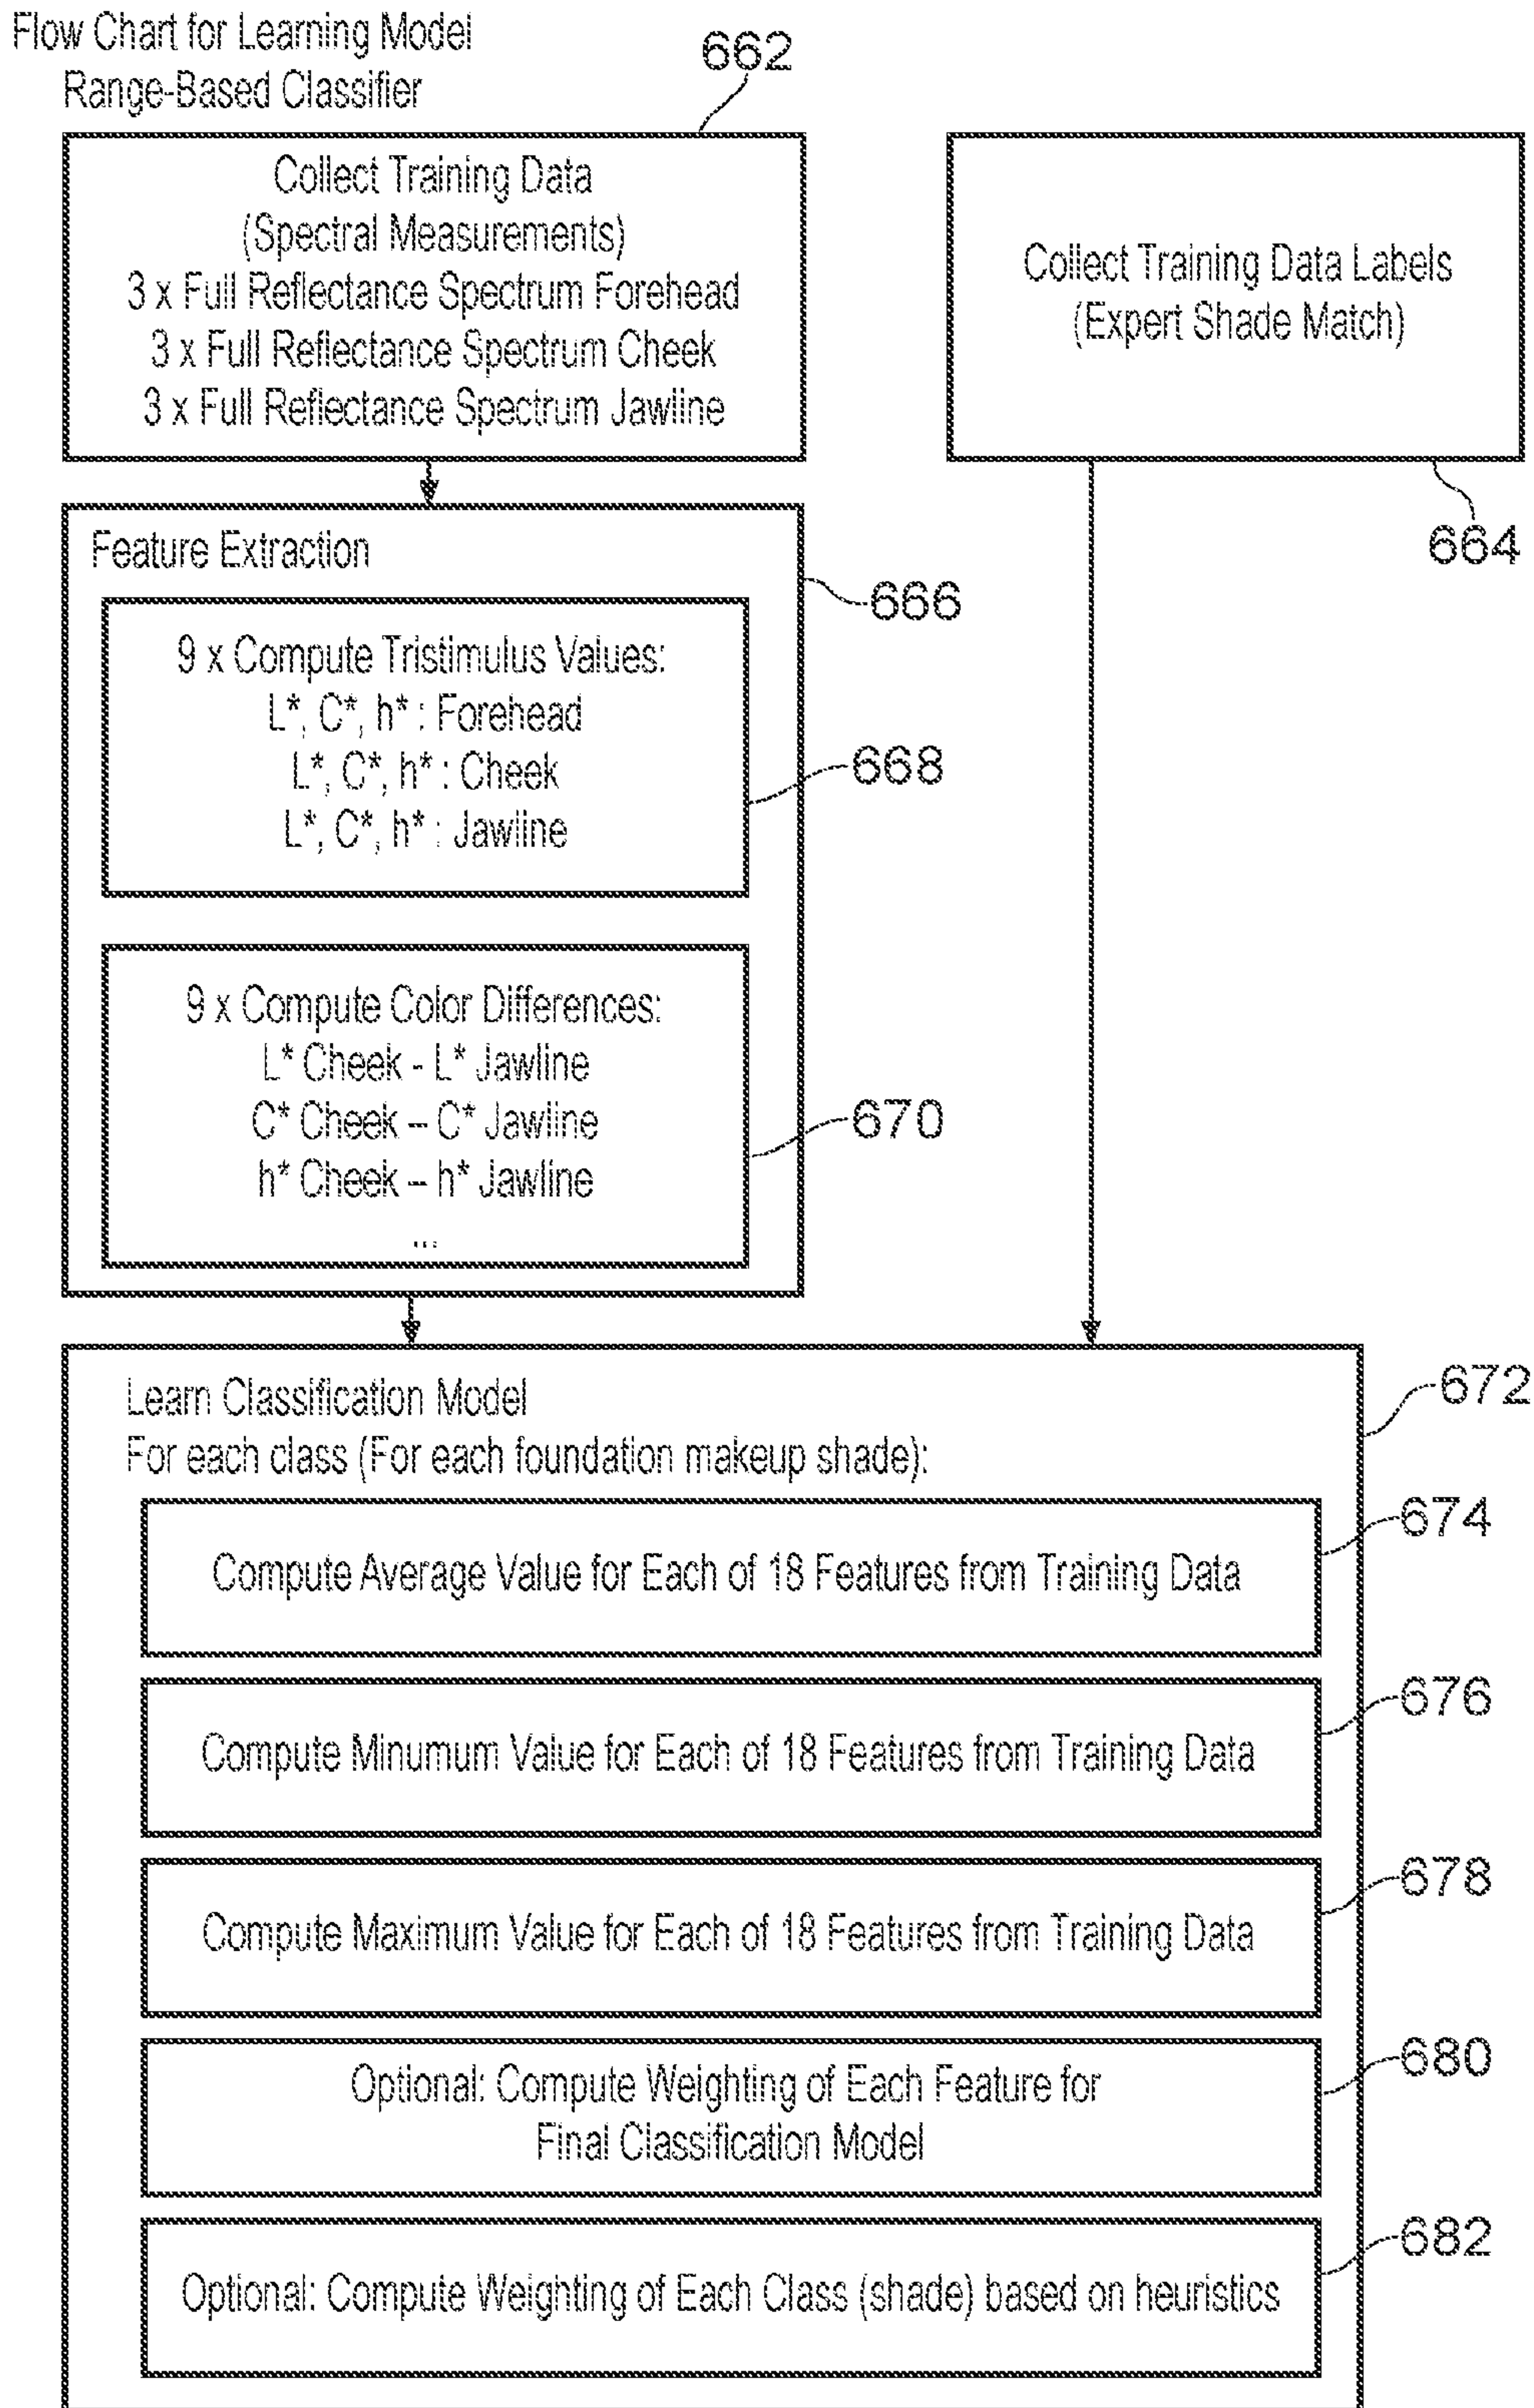 Flow Chart for Learning Model
Range-Based Classifier
662
Collect Training Data
(Spectral Measurements)
3 x Full Reflectance Spectrum Forehead
3 x Full Reflectance Spectrum Cheek
3 x Full Reflectance Spectrum Jawline
Collect Training Data Labels
(Expert Shade Match)
664
Feature Extraction
666
9 x Compute Tristimulus Values:
L*, C*, h* : Forehead
L*, C*, h* : Cheek
L*, C*, h* : Jawline
668
9 x Compute Color Differences:
L* Cheek - L* Jawline
C* Cheek – C* Jawline
h* Cheek – h* Jawline
...
670
Learn Classification Model
For each class (For each foundation makeup shade):
672
Compute Average Value for Each of 18 Features from Training Data
674
Compute Minumum Value for Each of 18 Features from Training Data
676
Compute Maximum Value for Each of 18 Features from Training Data
678
Optional: Compute Weighting of Each Feature for
Final Classification Model
680
Optional: Compute Weighting of Each Class (shade) based on heuristics
682